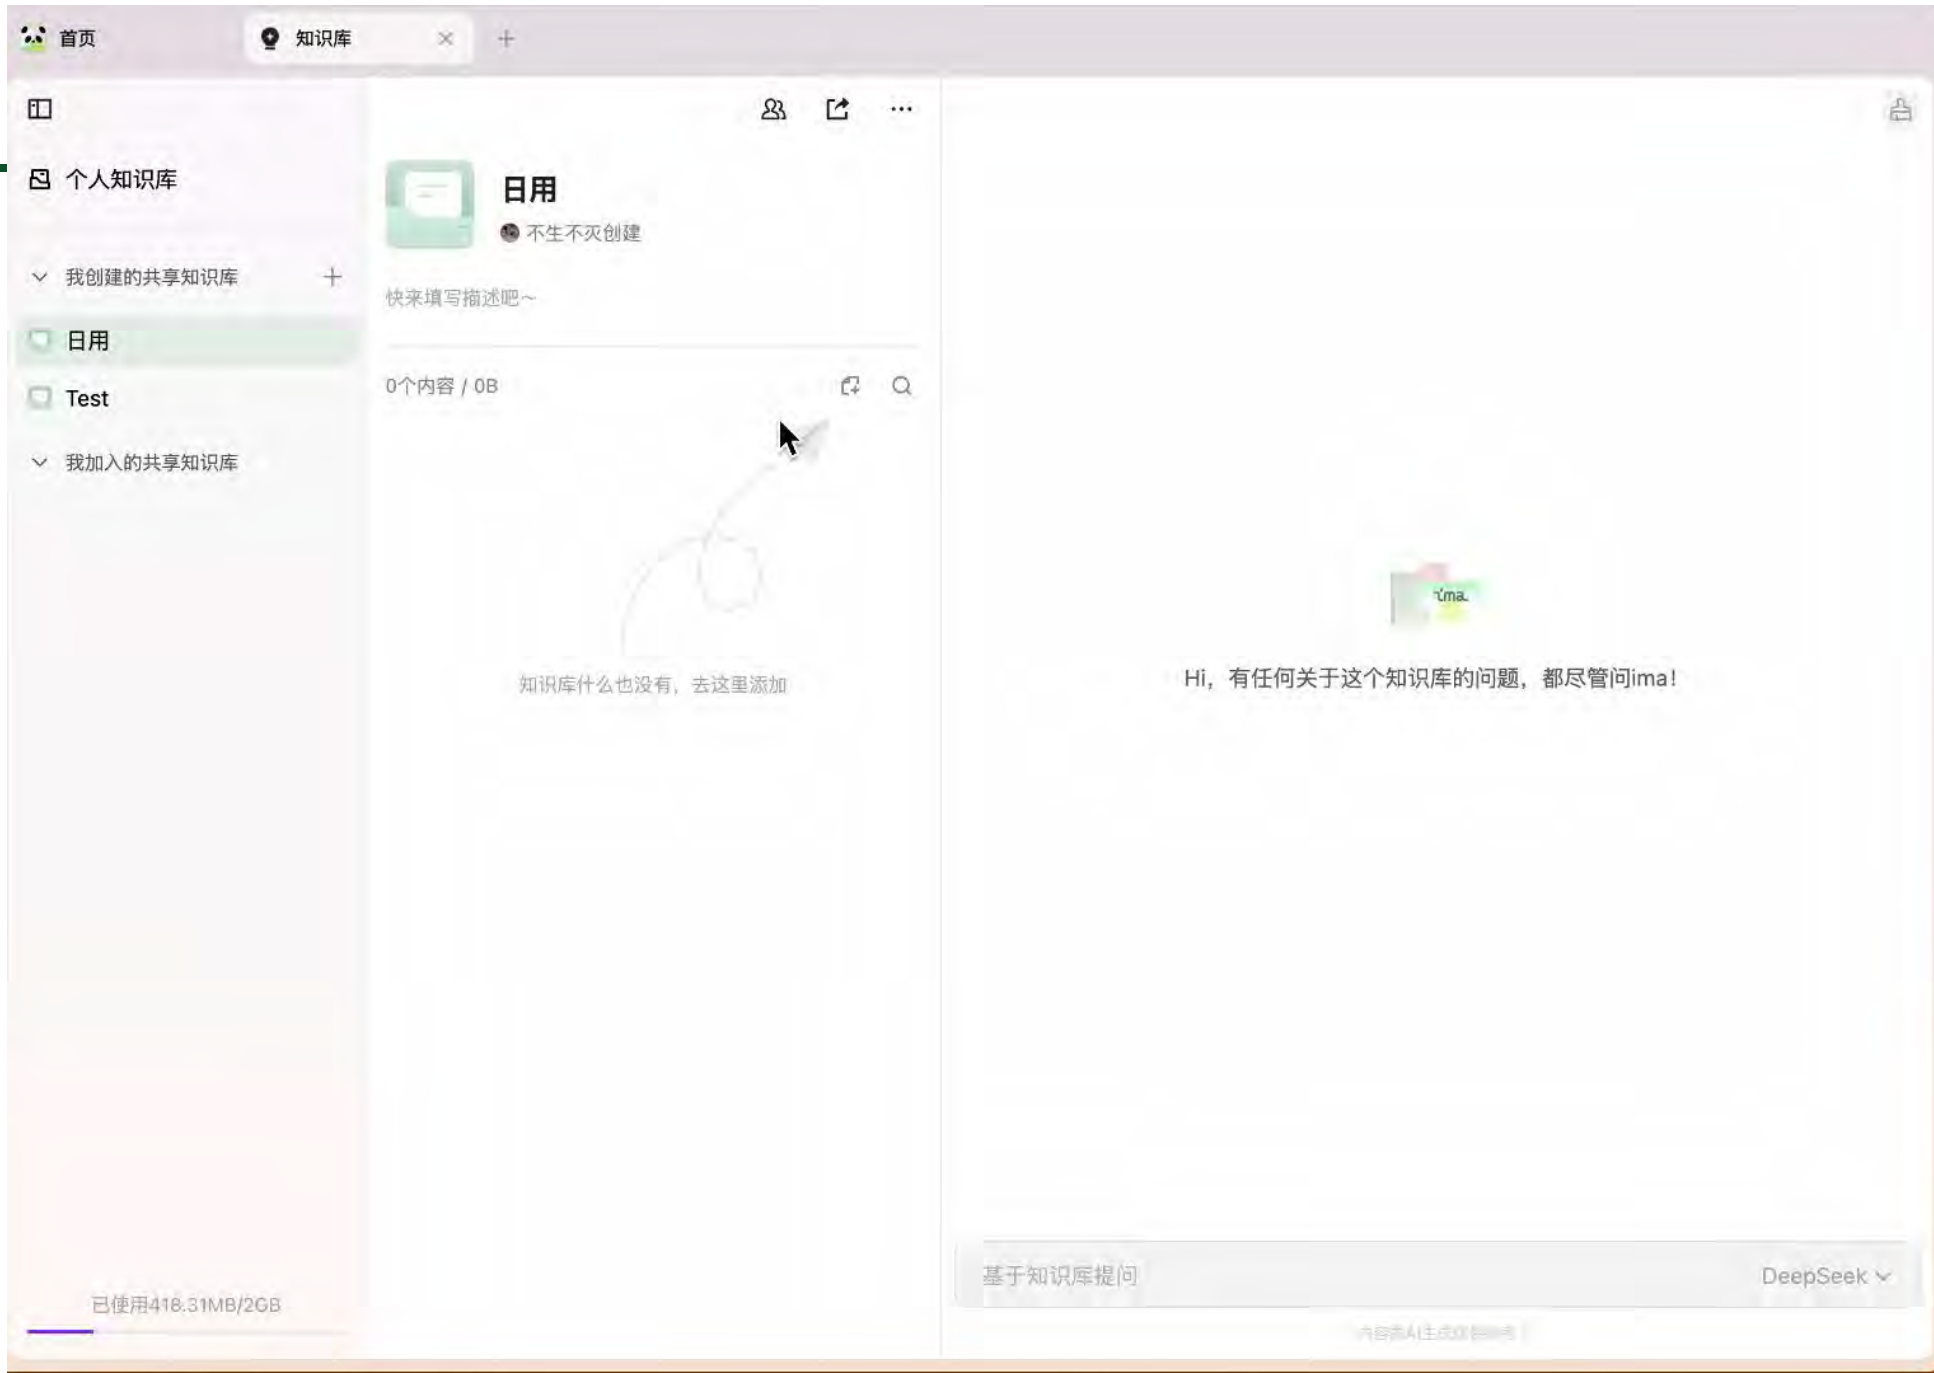 首页
知识库
个人知识库
我创建的共享知识库
日用
Test
我加入的共享知识库
已使用418.31MB/2GB
日用
不生不灭创建
快来填写描述吧～
0个内容 / 0B
知识库什么也没有，去这里添加
ima.
Hi，有任何关于这个知识库的问题，都尽管问ima！
基于知识库提问
DeepSeek